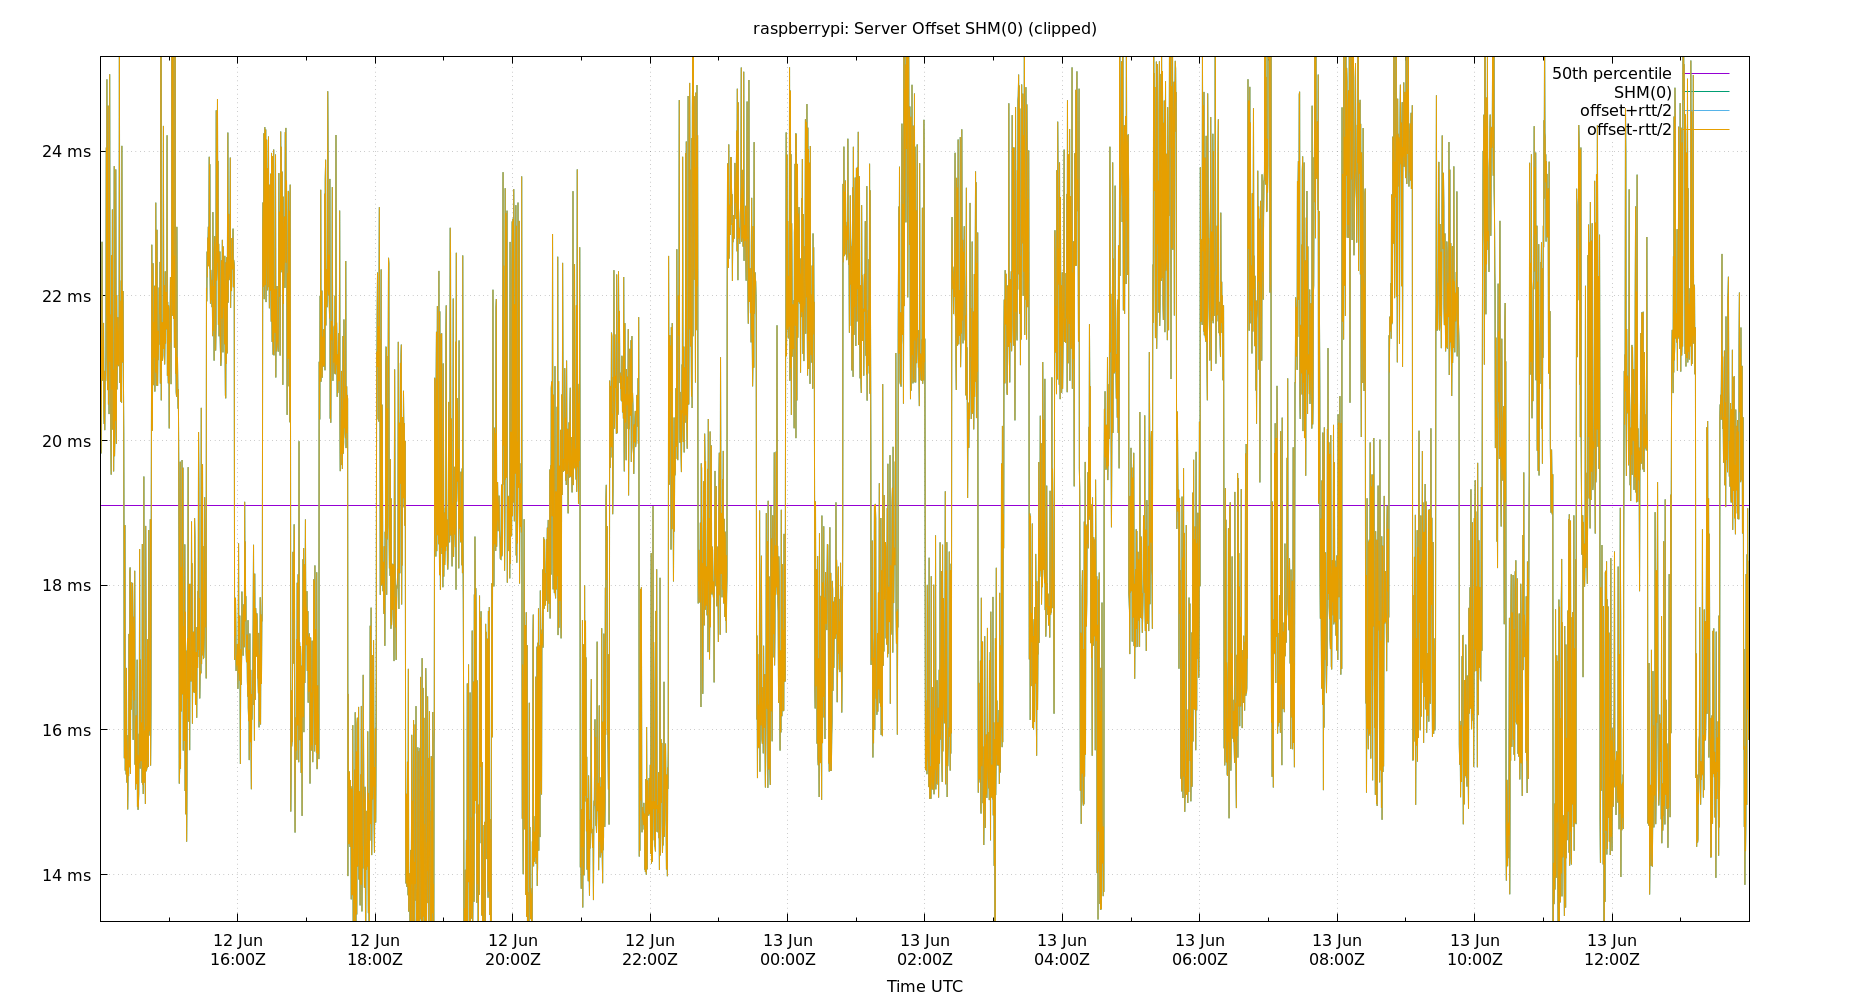 raspberrypi: Server Offset SHM(0) (clipped)
50th percentile
SHM(0)
offset+rtt/2
offset-rtt/2
24 ms
22 ms
20 ms
18 ms
16 ms
14 ms
12 Jun 12 Jun 12 Jun 12 Jun 13 Jun 13 Jun 13 Jun 13 Jun 13 Jun 13 Jun 13 Jun
16:00Z 18:00Z 20:00Z 22:00Z 00:00Z 02:00Z 04:00Z 06:00Z 08:00Z 10:00Z 12:00Z
Time UTC